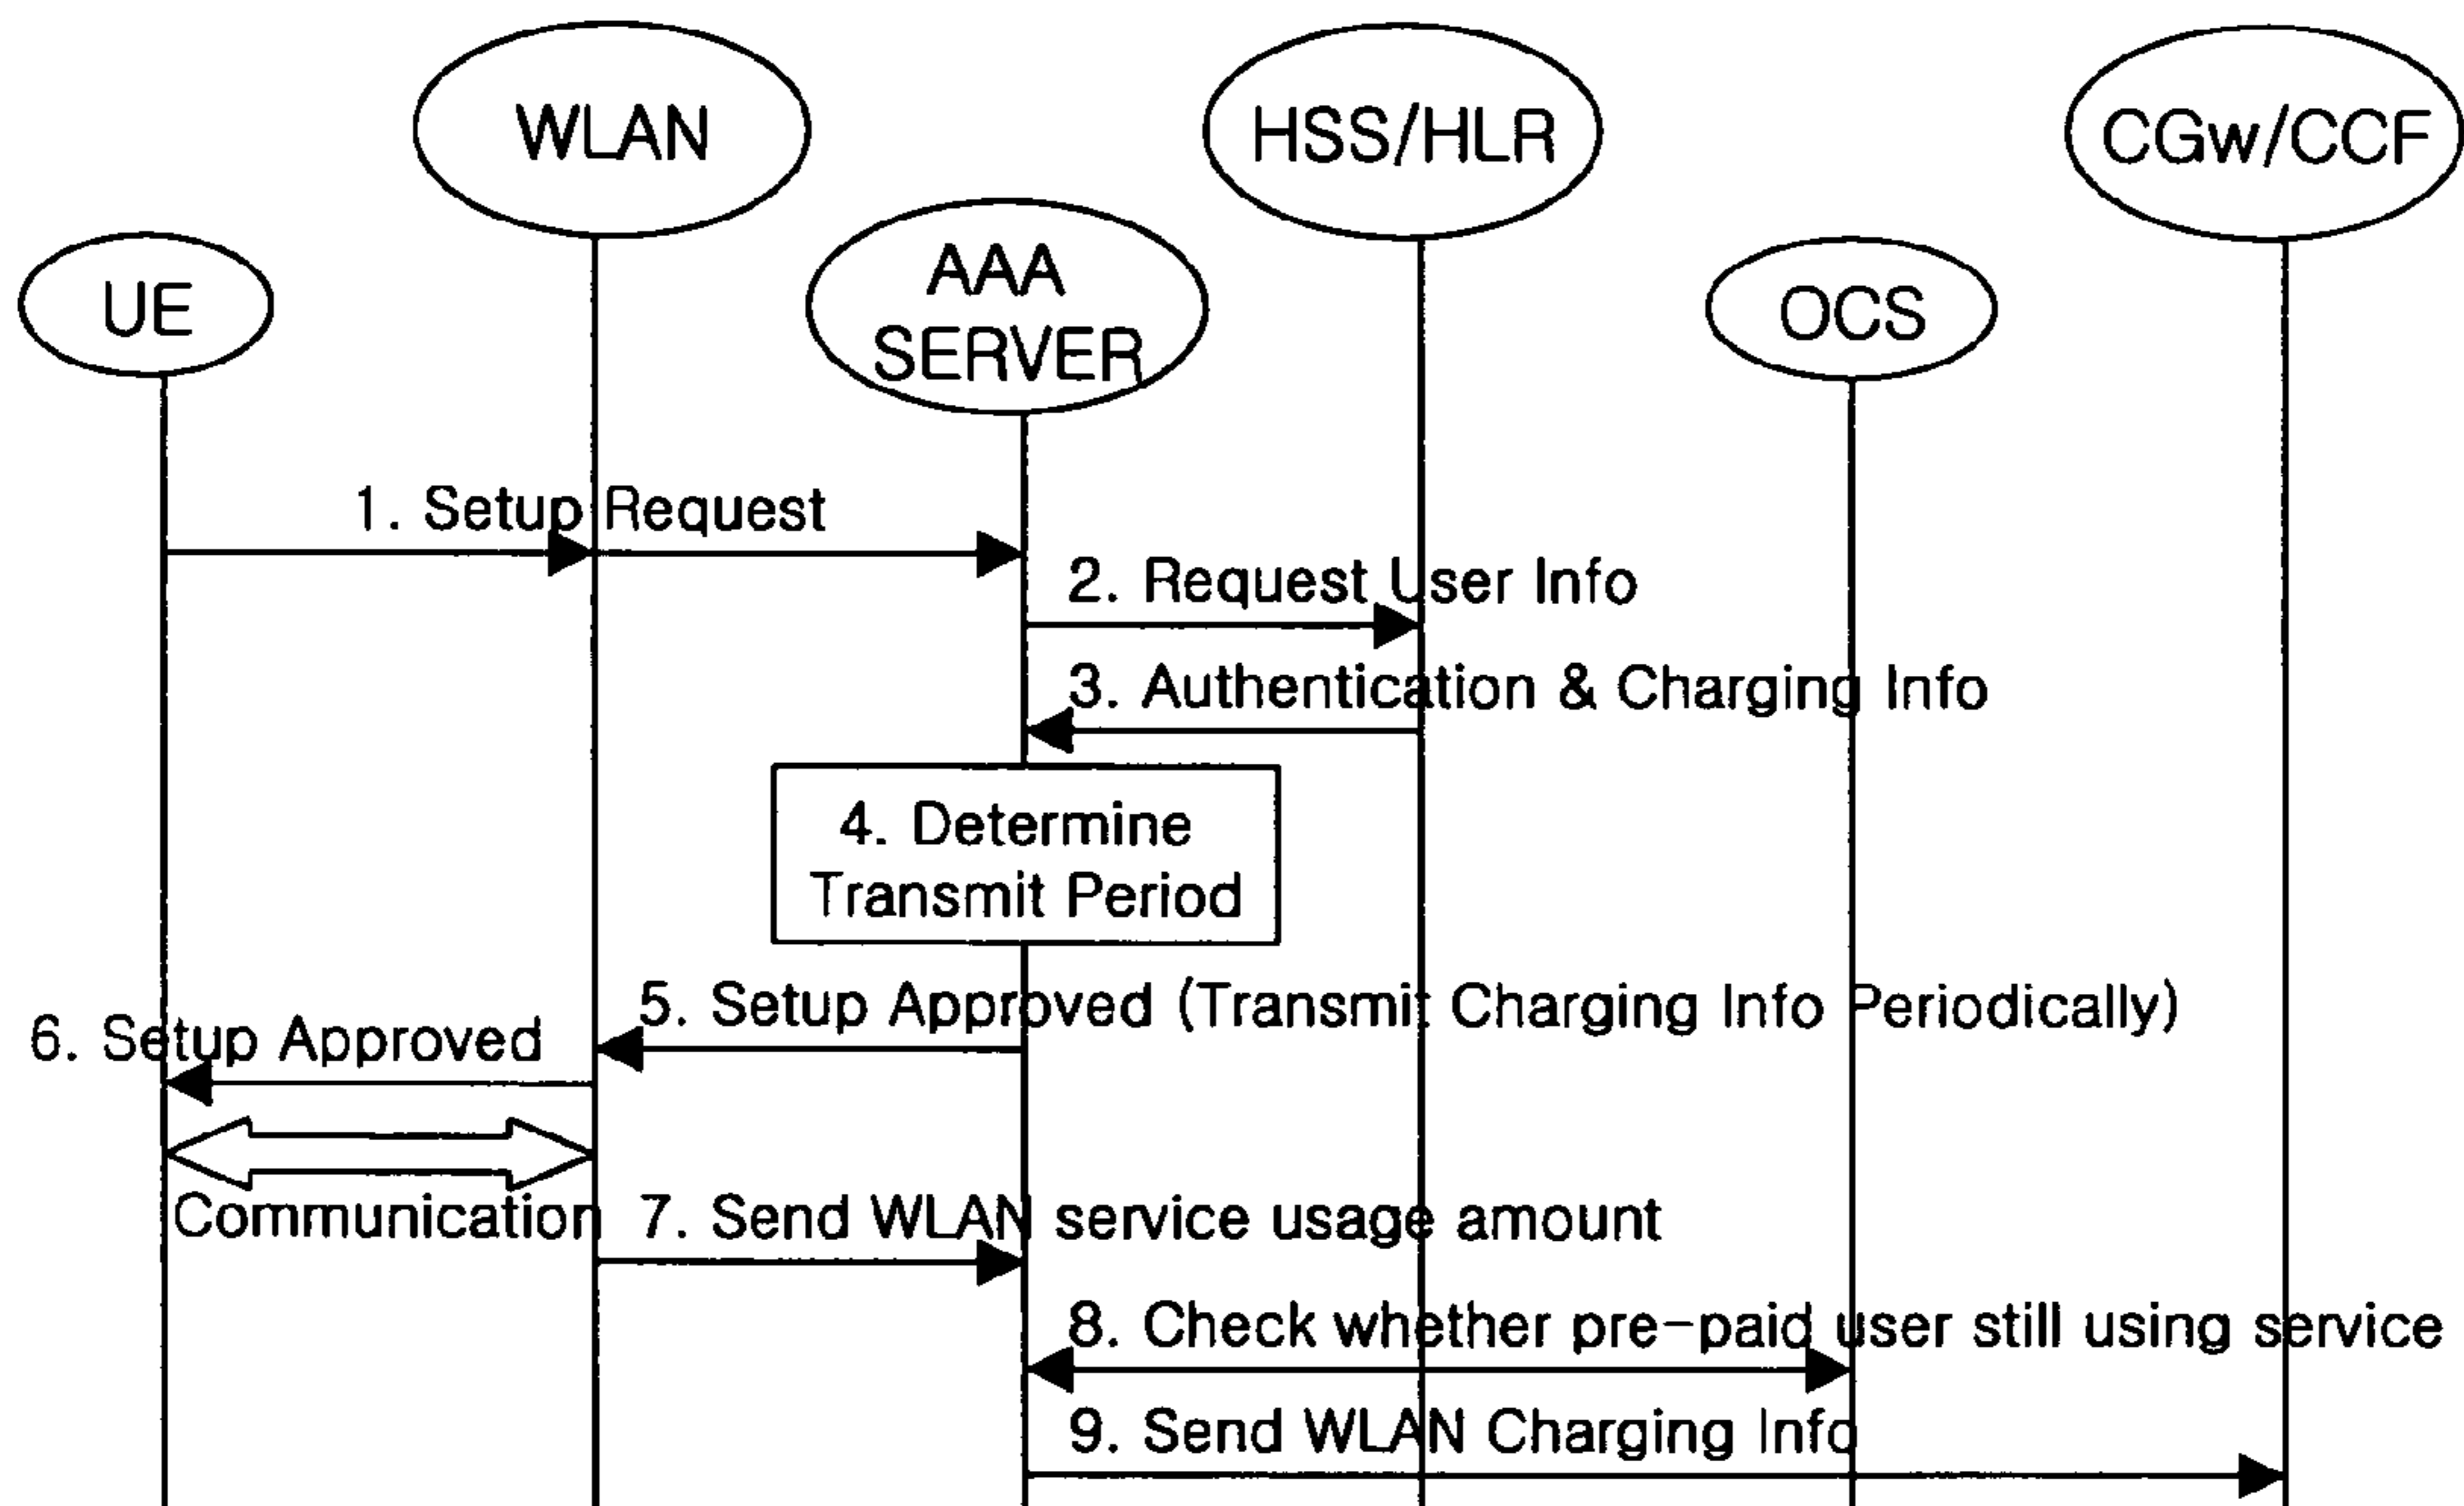 WLAN
HSS/HLR
CGw/CCF
UE
AAA
SERVER
OCS
1. Setup Request
2. Request User Info
3. Authentication & Charging Info
4. Determine
Transmit Period
5. Setup Approved (Transmit Charging Info Periodically)
6. Setup Approved
Communication
7. Send WLAN service usage amount
8. Check whether pre-paid user still using service
9. Send WLAN Charging Info